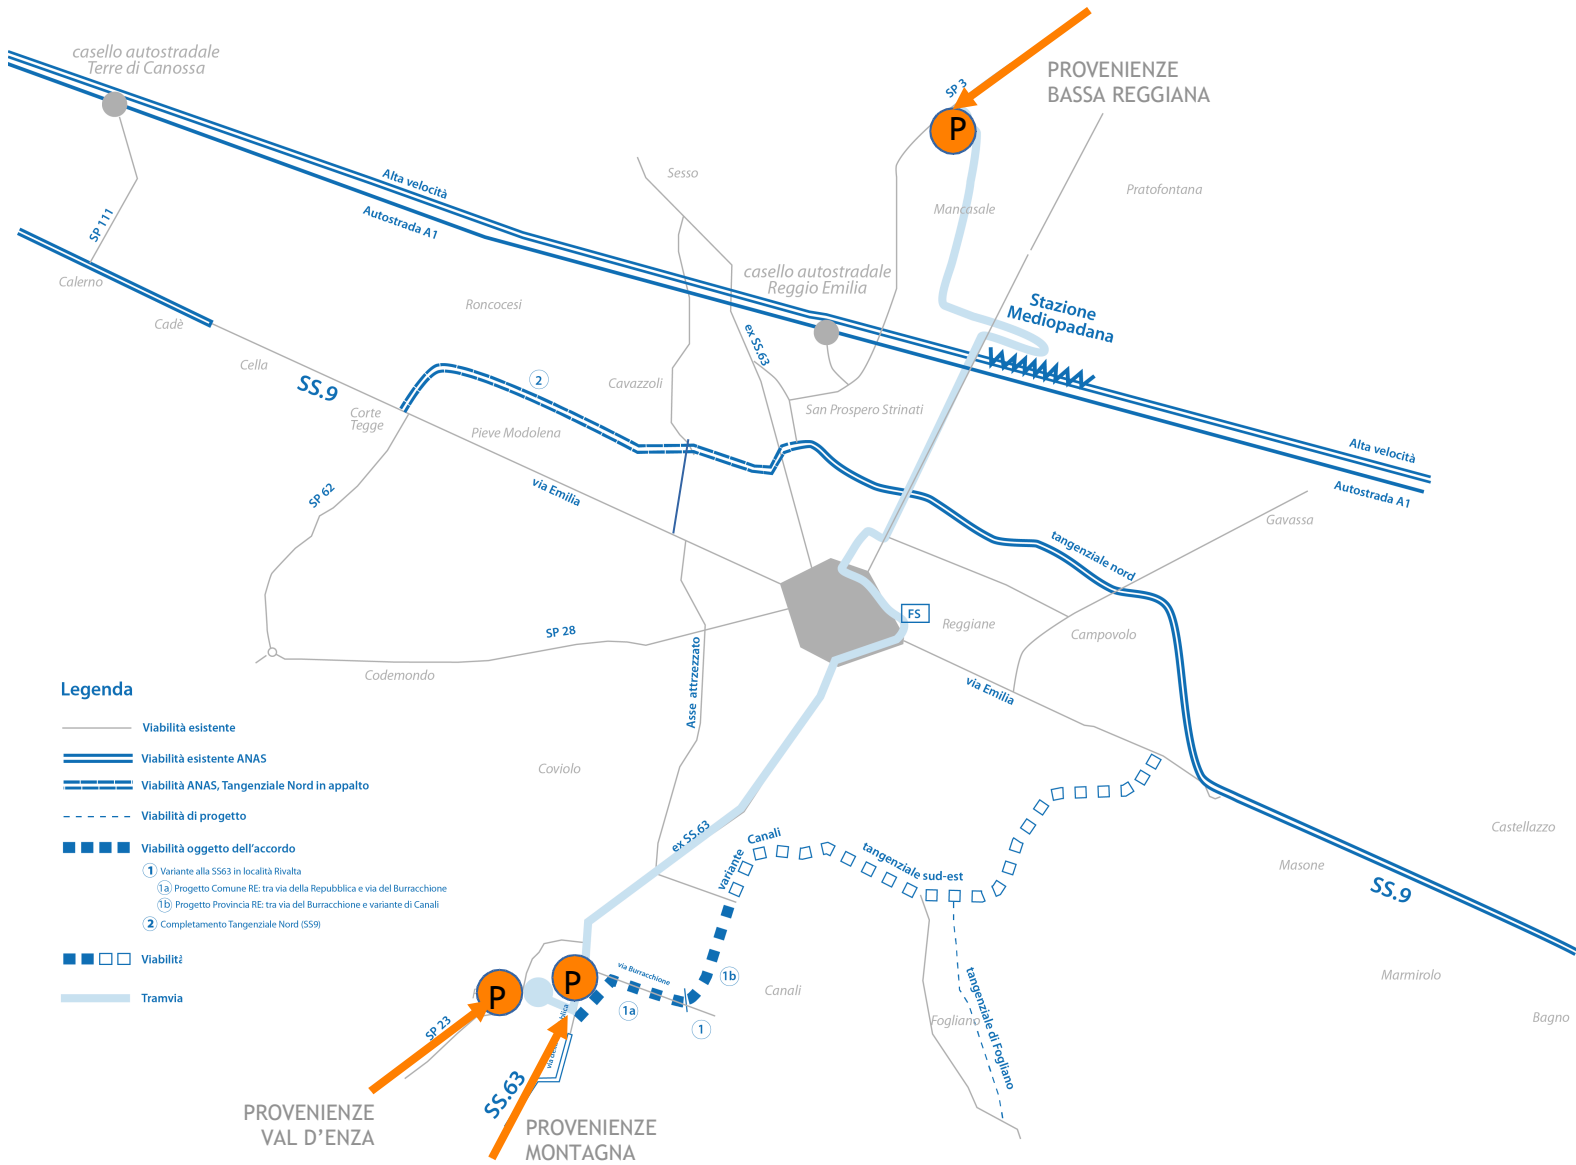 casello autostradale
Terre di Canossa
PROVENIENZE
BASSA REGGIANA
SP 3
P
Alta velocità
Autostrada A1
Sesso
Pratofontana
Mancasale
SP 111
Calerno
Cadè
Roncocesi
casello autostradale
Reggio Emilia
Stazione
Mediopadana
ex SS.63
Cella
SS.9
2
Cavazzoli
Corte
Tegge
Pieve Modolena
San Prospero Strinati
Alta velocità
Autostrada A1
SP 62
via Emilia
Gavassa
tangenziale nord
FS
Reggiane
Campovolo
SP 28
Codemondo
Asse attrzezzato
via Emilia
Legenda
Viabilità esistente
Viabilità esistente ANAS
Viabilità ANAS, Tangenziale Nord in appalto
Viabilità di progetto
Viabilità oggetto dell'accordo
1 Variante alla SS63 in località Rivalta
1a Progetto Comune RE: tra via della Repubblica e via del Burracchione
1b Progetto Provincia RE: tra via del Burracchione e variante di Canali
2 Completamento Tangenziale Nord (SS9)
Viabilità
Tramvia
Coviolo
ex SS.63
variante
Canali
tangenziale sud-est
Castellazzo
Masone
SS.9
Marmirolo
Bagno
via Burracchione
1b
Canali
P
P
1a
1
Fogliano
tangenziale di Fogliano
SP 23
SS.63
PROVENIENZE
VAL D'ENZA
PROVENIENZE
MONTAGNA